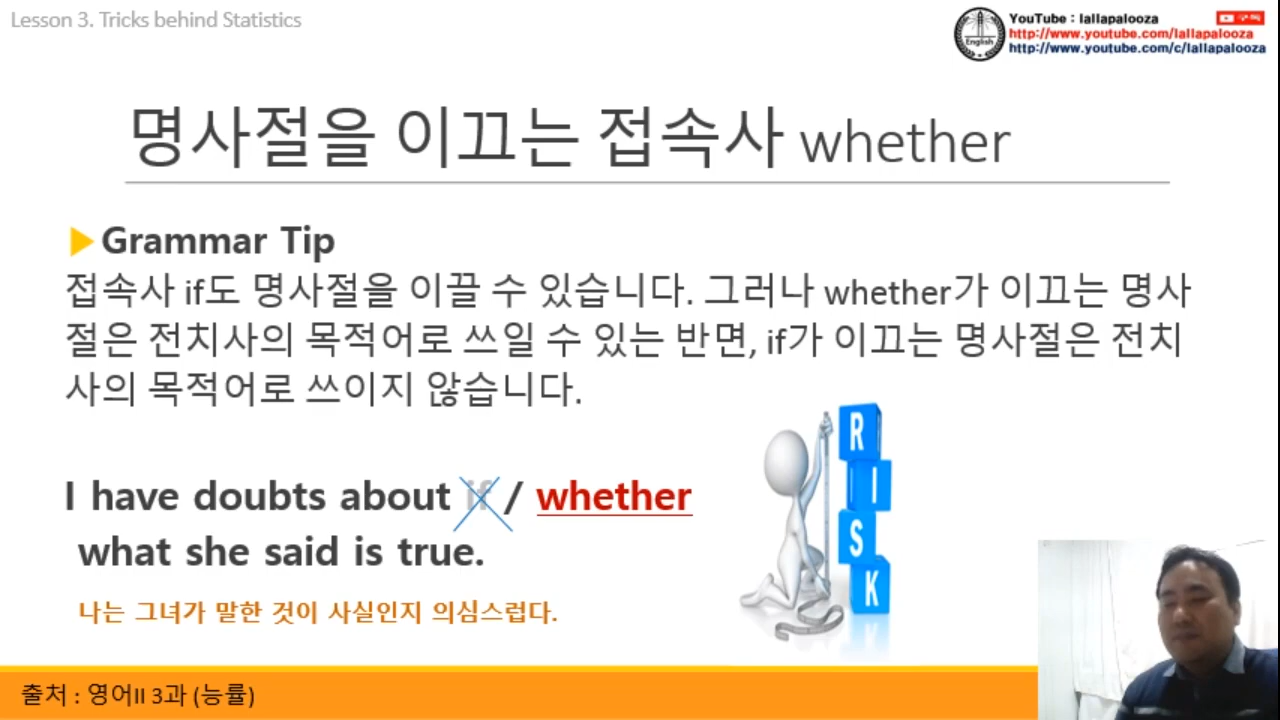 Lesson 3. Tricks behind Statistics
YouTube : lallapalooza
구독
http://www.youtube.com/lallapalooza
http://www.youtube.com/c/lallapalooza
English
명사절을 이끄는 접속사 whether
Grammar Tip
접속사 if도 명사절을 이끌 수 있습니다. 그러나 whether가 이끄는 명사
절은 전치사의 목적어로 쓰일 수 있는 반면, if가 이끄는 명사절은 전치
사의 목적어로 쓰이지 않습니다.
I have doubts about if / whether
what she said is true.
나는 그녀가 말한 것이 사실인지 의심스럽다.
R
I
S
K
출처 : 영어II 3과 (능률)